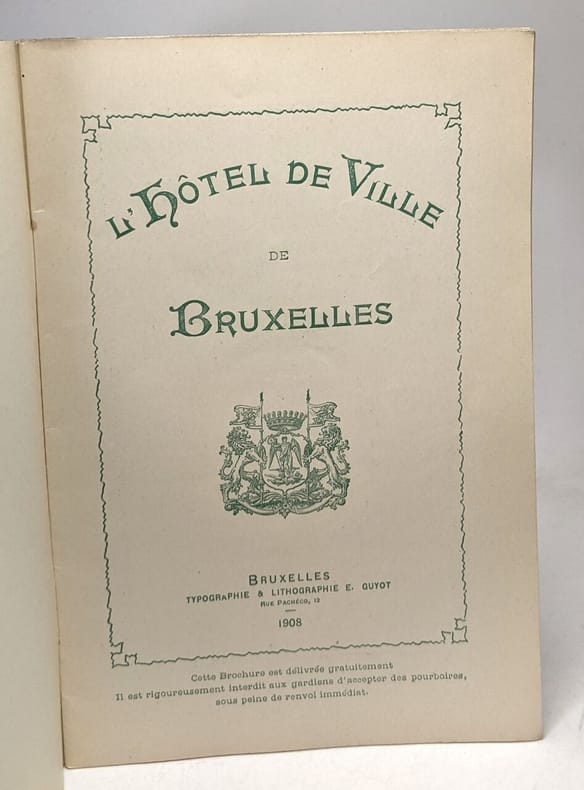 L'HÔTEL DE VILLE
DE
BRUXELLES
BRUXELLES
TYPOGRAPHIE & LITHOGRAPHIE E. GUYOT
RUE PACHÉCO, 12
1908
Cette Brochure est délivrée gratuitement
Il est rigoureusement interdit aux gardiens d'accepter des pourboires,
sous peine de renvoi immédiat.